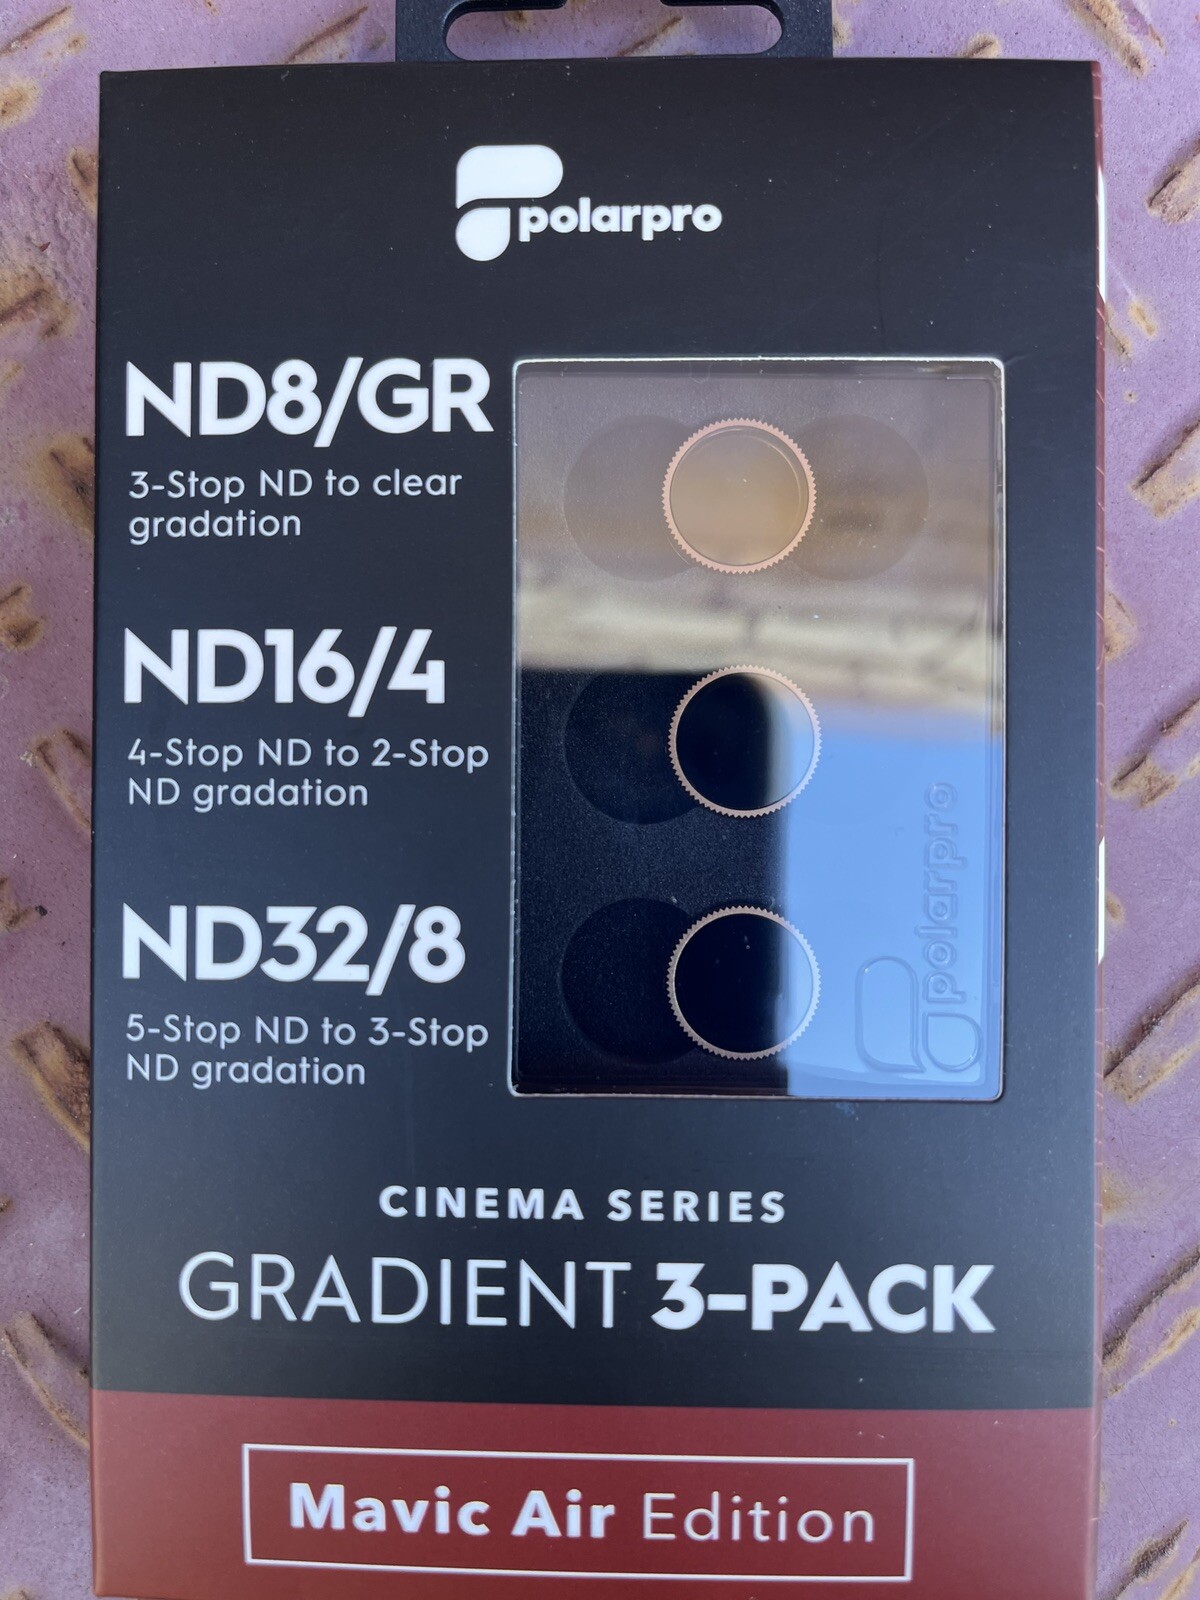 polarpro
ND8/GR
3-Stop ND to clear
gradation
ND16/4
4-Stop ND to 2-Stop
ND gradation
ND32/8
5-Stop ND to 3-Stop
ND gradation
polarpro
CINEMA SERIES
GRADIENT 3-PACK
Mavic Air Edition